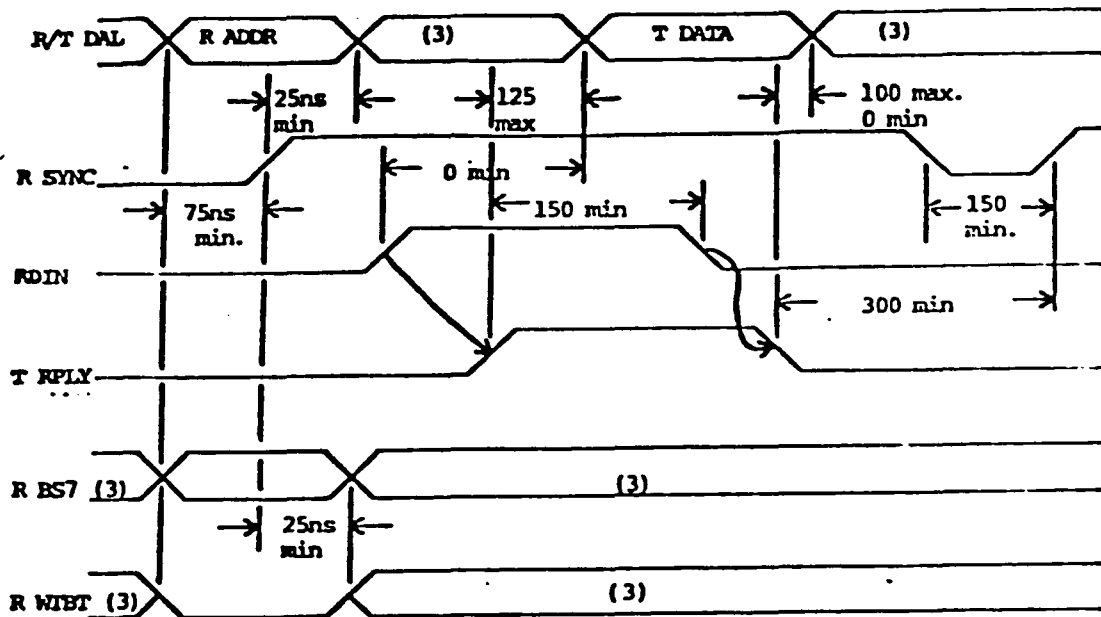 R/T DAL R ADDR (3) T DATA (3)
25ns min
125 max
100 max.
0 min
R SYNC
0 min
75ns min.
150 min
150 min.
RDIN
300 min
T RPLY
R BS7 (3) (3)
25ns min
R WTBT (3) (3)